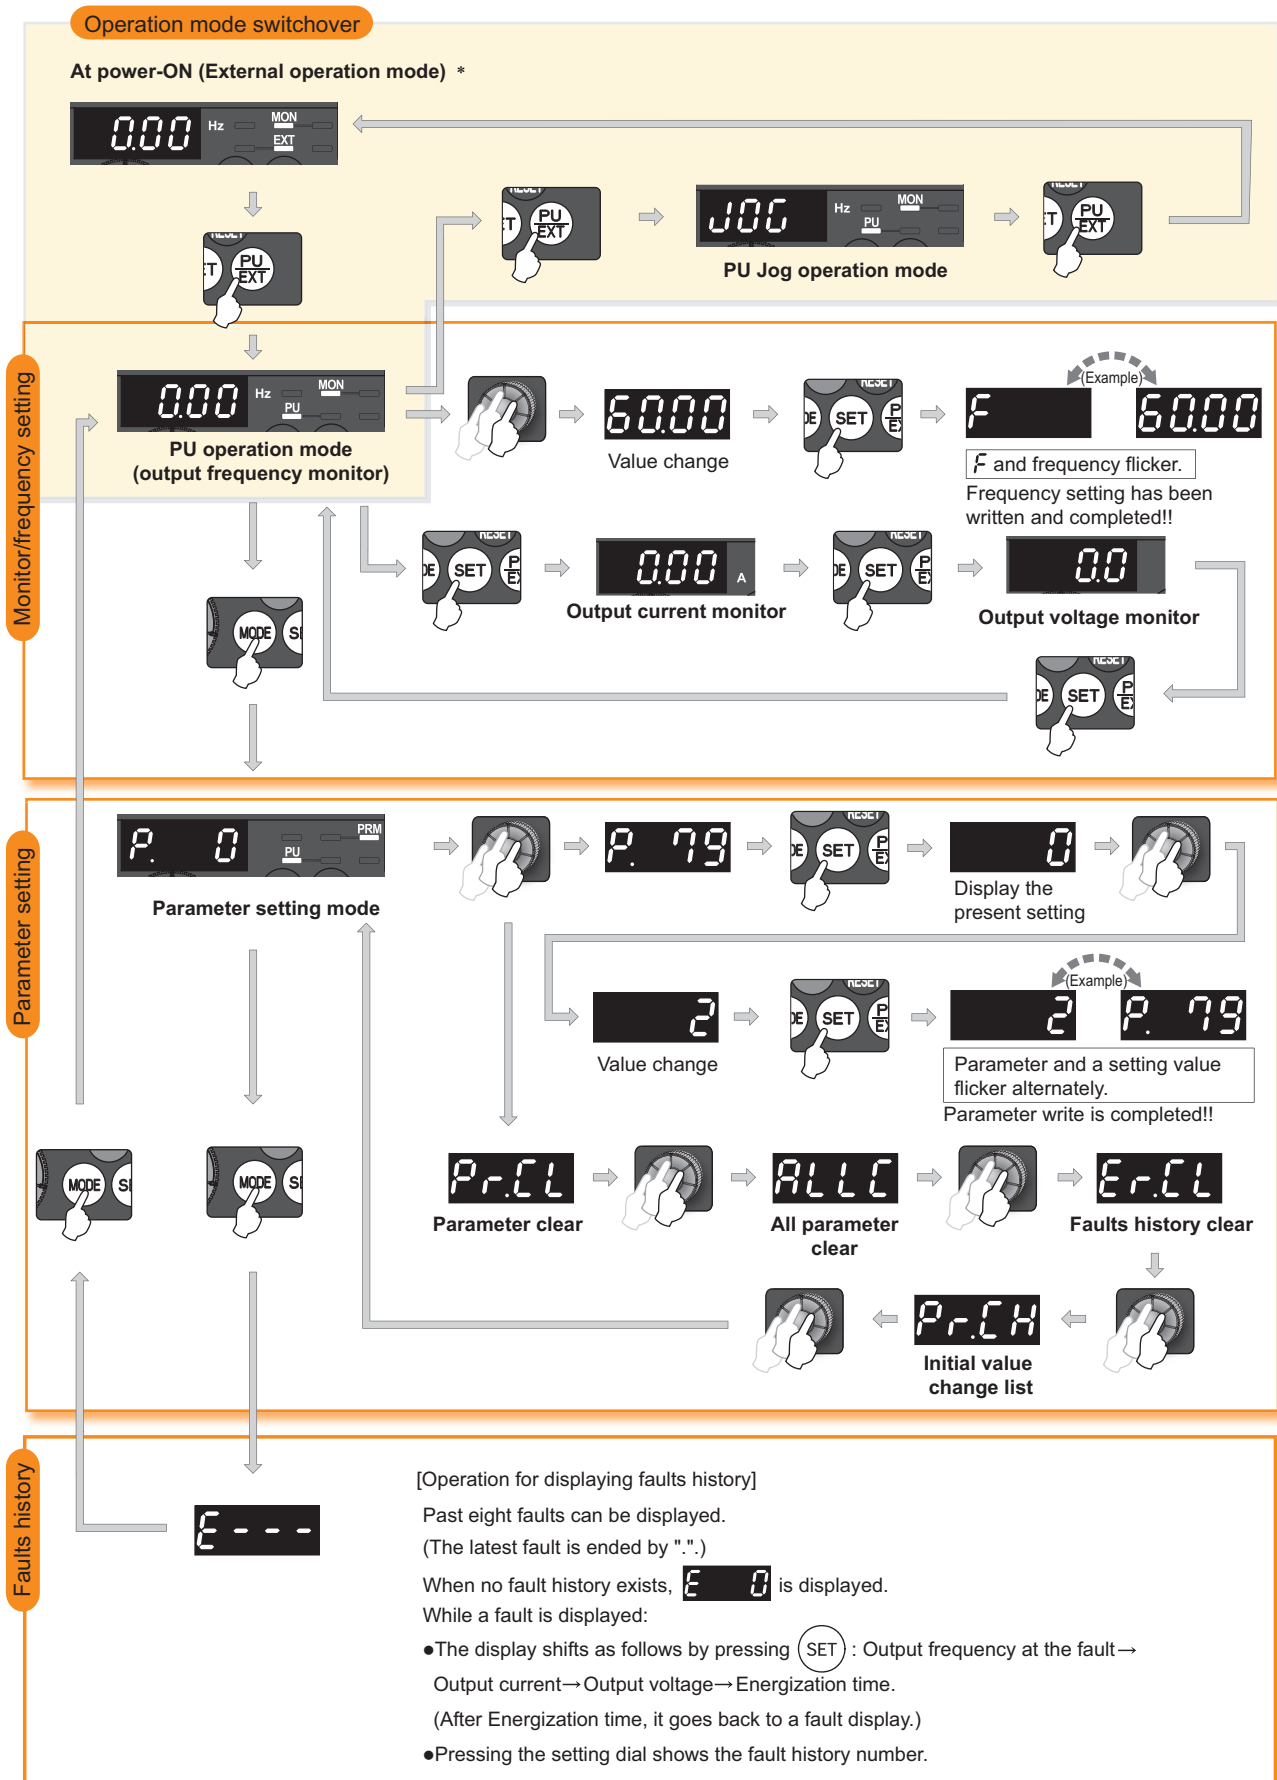 Operation mode switchover
At power-ON (External operation mode) *
0.00 Hz MON EXT
PU EXT
PU EXT
JOG Hz MON PU
PU EXT
PU Jog operation mode
Monitor/frequency setting
0.00 Hz MON PU
PU operation mode
(output frequency monitor)
60.00
Value change
RESET
SET
(Example)
F 60.00
F and frequency flicker.
Frequency setting has been
written and completed!!
RESET
SET
0.00 A
Output current monitor
RESET
SET
0.0
Output voltage monitor
MODE
RESET
SET
Parameter setting
P. 0 PRM PU
Parameter setting mode
P. 79
RESET
SET
0
Display the
present setting
2
Value change
RESET
SET
(Example)
2 P. 79
Parameter and a setting value
flicker alternately.
Parameter write is completed!!
MODE
MODE
Pr.CL
Parameter clear
ALLC
All parameter
clear
Er.CL
Faults history clear
Pr.CH
Initial value
change list
Faults history
E---
[Operation for displaying faults history]
Past eight faults can be displayed.
(The latest fault is ended by ".".)
When no fault history exists, E 0 is displayed.
While a fault is displayed:
●The display shifts as follows by pressing SET : Output frequency at the fault→
Output current→Output voltage→Energization time.
(After Energization time, it goes back to a fault display.)
●Pressing the setting dial shows the fault history number.